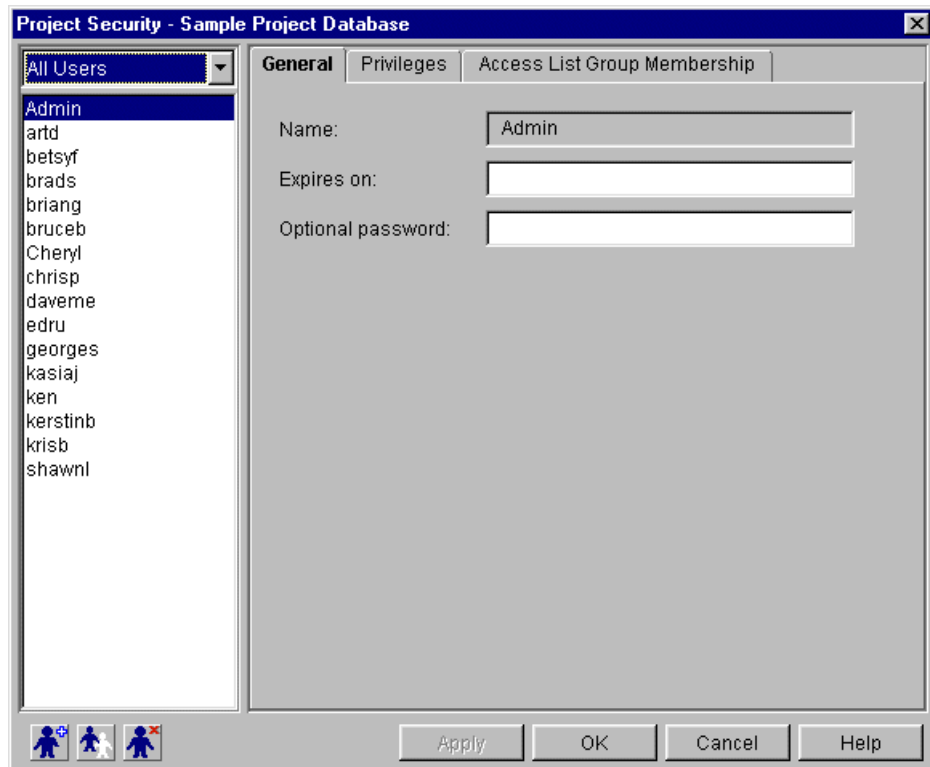 Project Security - Sample Project Database
All Users
Admin
artd
betsyf
brads
briang
bruceb
Cheryl
chrisp
daveme
edru
georges
kasiaj
ken
kerstinb
krisb
shawnl
General
Privileges
Access List Group Membership
Name:
Admin
Expires on:
Optional password:
Apply
OK
Cancel
Help